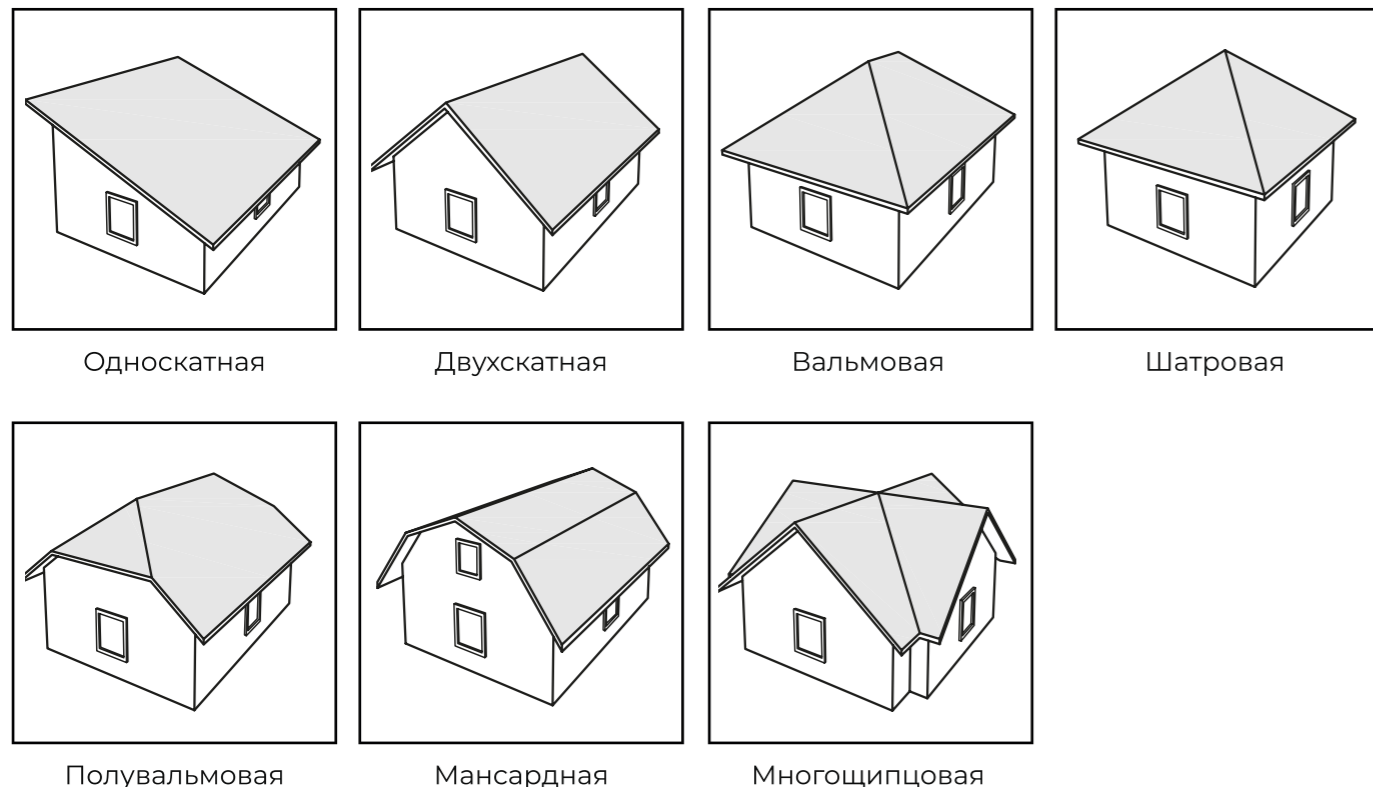 Односкатная
Двухскатная
Вальмовая
Шатровая
Полувальмовая
Мансардная
Многощипцовая